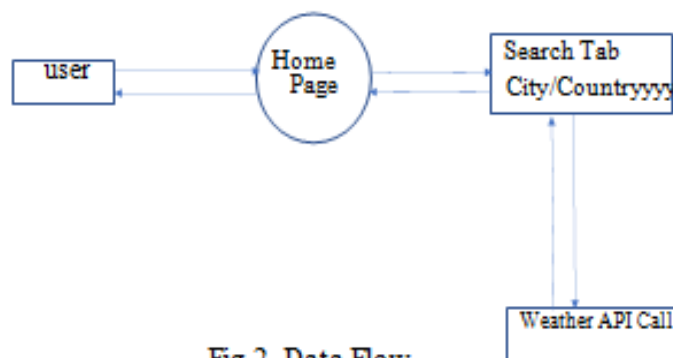 user
Home
Page
Search Tab
City/Countryyyy
Weather API Call
Fig 2. Data Flow